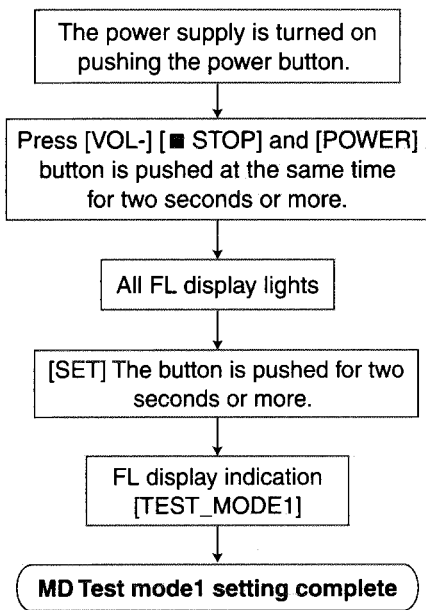 The power supply is turned on
pushing the power button.
Press [VOL-] [■ STOP] and [POWER]
button is pushed at the same time
for two seconds or more.
All FL display lights
[SET] The button is pushed for two
seconds or more.
FL display indication
[TEST_MODE1]
MD Test mode1 setting complete